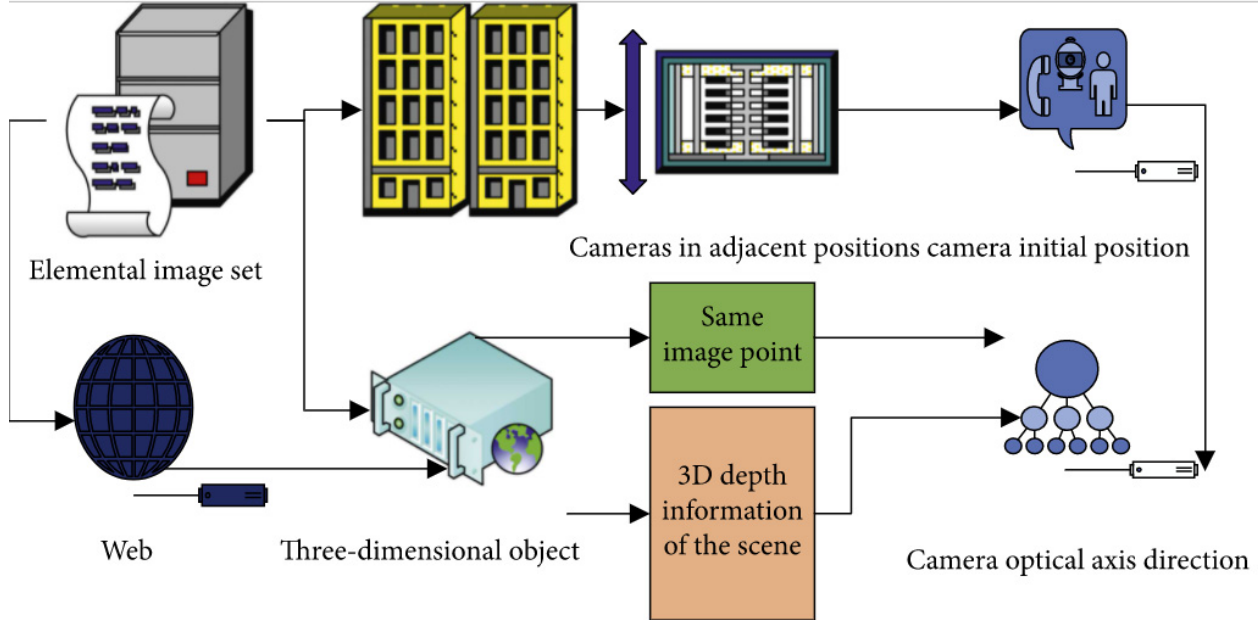 Elemental image set
Cameras in adjacent positions camera initial position
Same
image point
3D depth
information
of the scene
Web
Three-dimensional object
Camera optical axis direction